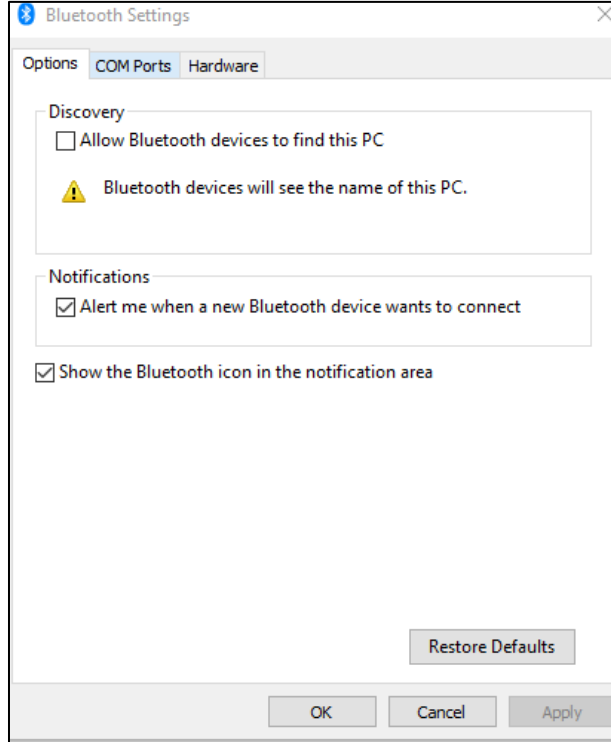 Bluetooth Settings
Options COM Ports Hardware
Discovery
Allow Bluetooth devices to find this PC
Bluetooth devices will see the name of this PC.
Notifications
Alert me when a new Bluetooth device wants to connect
Show the Bluetooth icon in the notification area
Restore Defaults
OK Cancel Apply